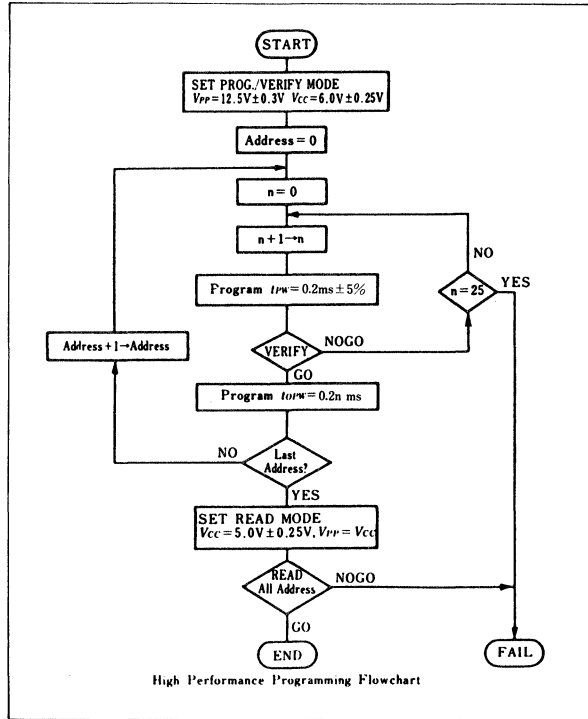 START
SET PROG./VERIFY MODE
VPP=12.5V±0.3V VCC=6.0V±0.25V
Address=0
n=0
n+1→n
NO
YES
Program tPW=0.2ms±5%
n=25
Address+1→Address
VERIFY
NOGO
GO
Program tOPW=0.2n ms
NO
Last
Address?
YES
SET READ MODE
VCC=5.0V±0.25V, VPP=VCC
READ
All Address
NOGO
GO
END
FAIL
High Performance Programming Flowchart